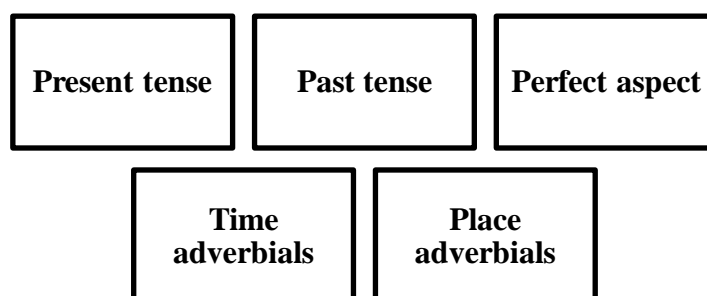 Present tense
Past tense
Perfect aspect
Time
adverbials
Place
adverbials